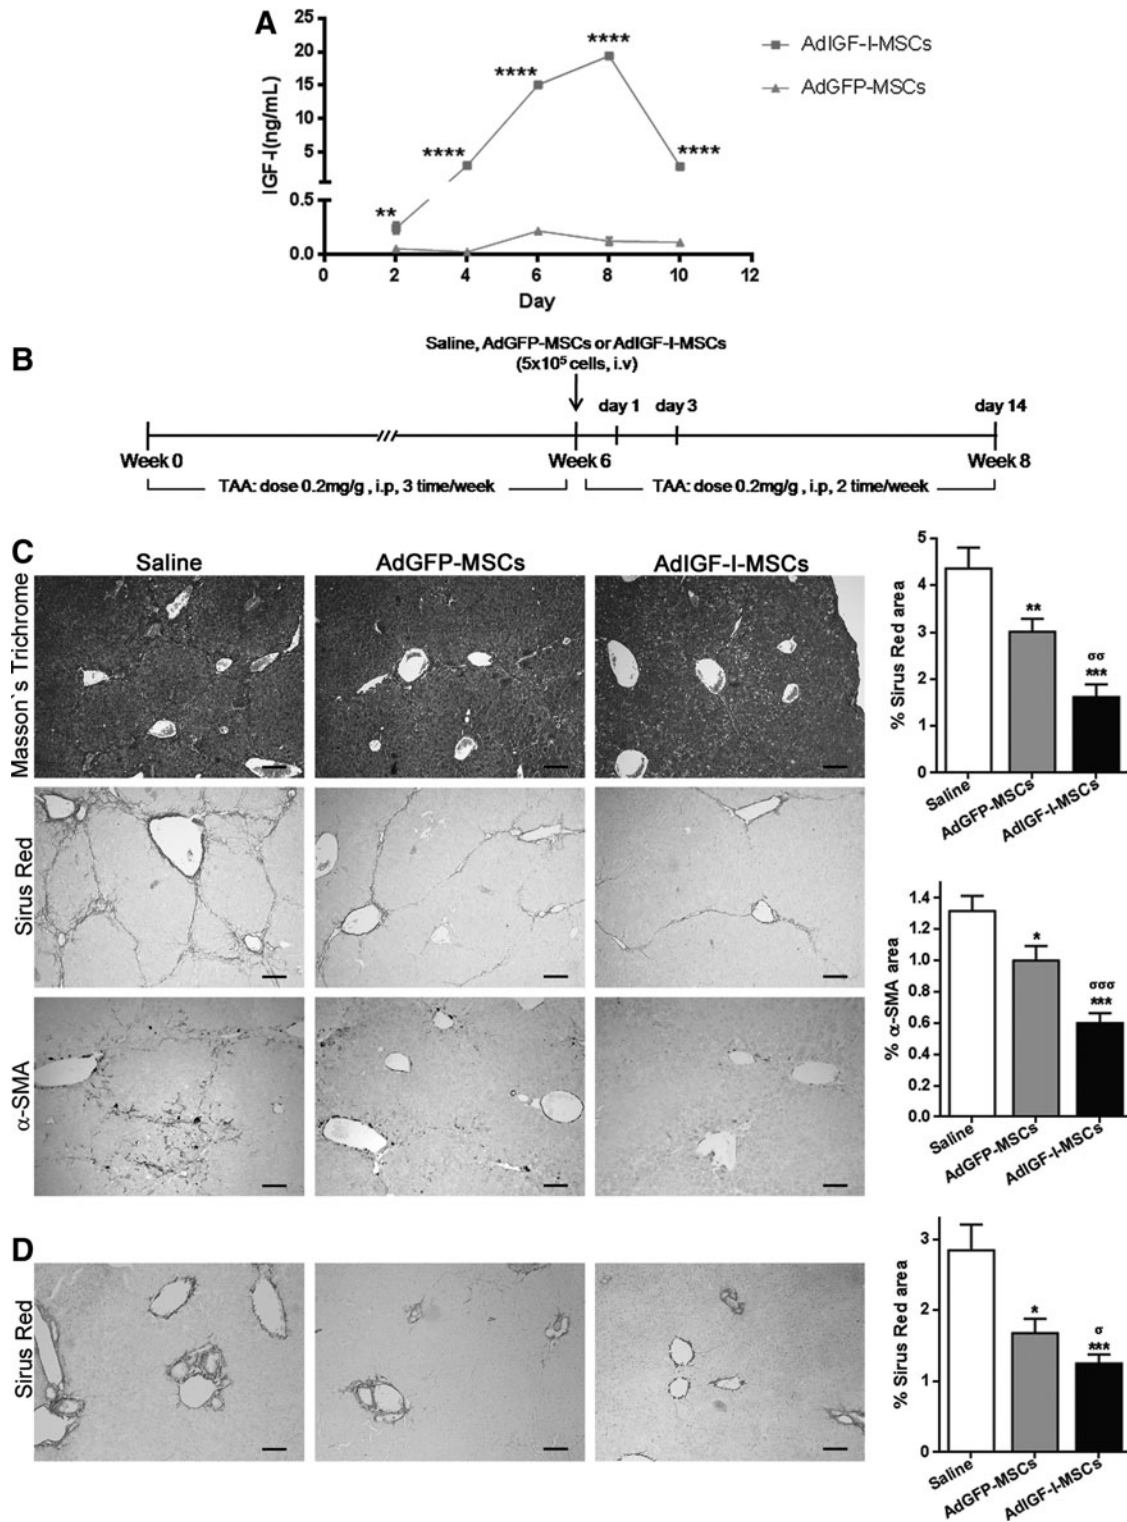 A
25
20
15
10
5
0.5
0.0
IGF-I(ng/mL)
**
****
****
****
****
0 2 4 6 8 10 12
Day
AdIGF-I-MSCs
AdGFP-MSCs
B
Saline, AdGFP-MSCs or AdIGF-I-MSCs
(5x10⁵ cells, i.v)
day 1 day 3 day 14
Week 0 Week 6 Week 8
TAA: dose 0.2mg/g , i.p, 3 time/week
TAA: dose 0.2mg/g , i.p, 2 time/week
C
Saline AdGFP-MSCs AdIGF-I-MSCs
Masson`s Trichrome
Sirus Red
α-SMA
% Sirus Red area
5
4
3
2
1
0
**
σσ
***
Saline
AdGFP-MSCs
AdIGF-I-MSCs
% α-SMA area
1.4
1.2
1.0
0.8
0.6
0.4
0.2
0.0
*
σσσ
***
Saline
AdGFP-MSCs
AdIGF-I-MSCs
D
Sirus Red
% Sirus Red area
3
2
1
0
*
σ
***
Saline
AdGFP-MSCs
AdIGF-I-MSCs